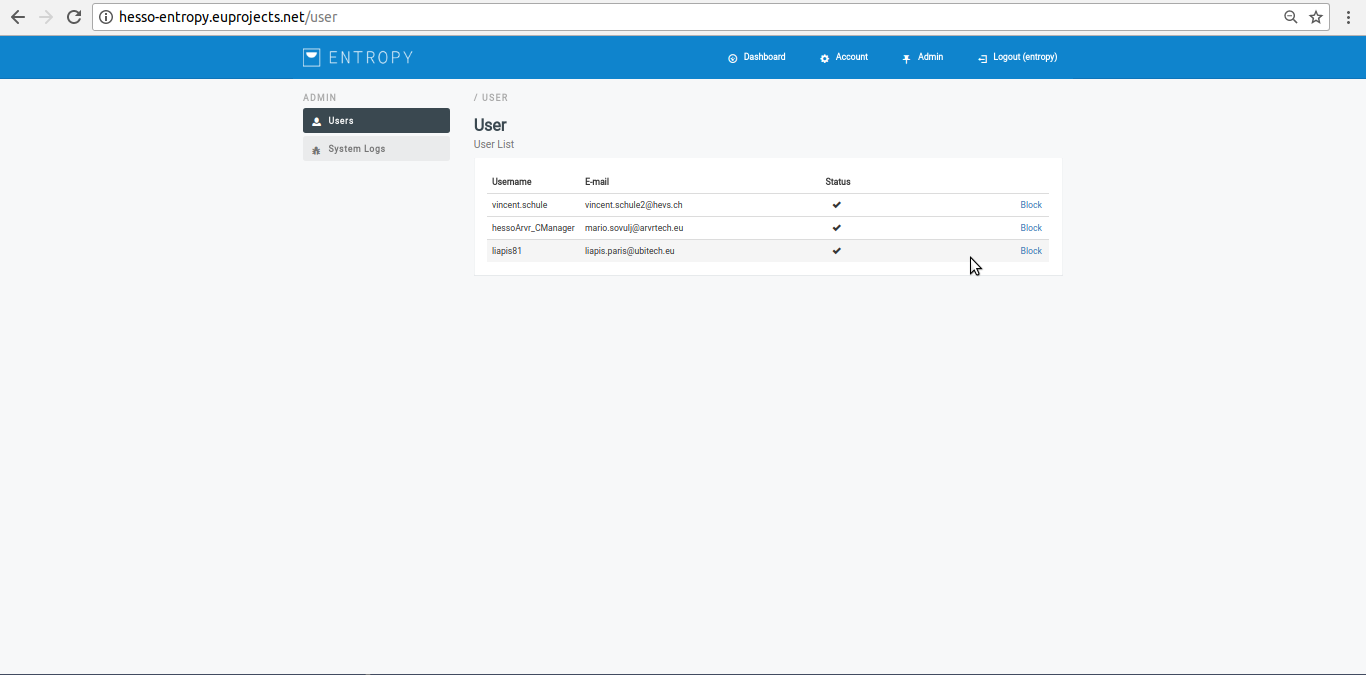 hesso-entropy.euprojects.net/user
ENTROPY
Dashboard Account Admin Logout (entropy)
ADMIN
Users
System Logs
/ USER
User
User List
Username E-mail Status
vincent.schule vincent.schule2@hevs.ch Block
hessoArvr_CManager mario.sovulj@arvrtech.eu Block
liapis81 liapis.paris@ubitech.eu Block